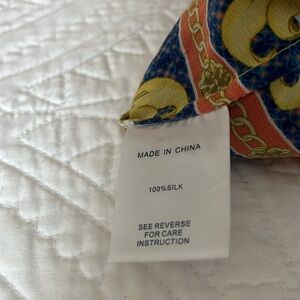 MADE IN CHINA
100%SILK
SEE REVERSE
FOR CARE
INSTRUCTION